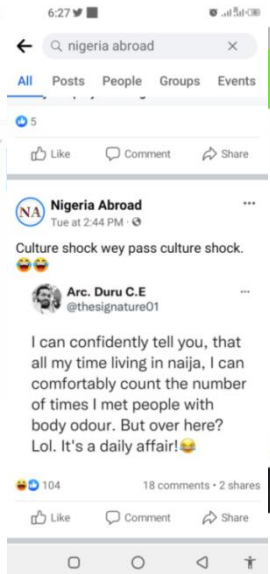 6:27
nigeria abroad
All Posts People Groups Events
5
Like Comment Share
NA Nigeria Abroad
Tue at 2:44 PM ·
Culture shock wey pass culture shock.
😂😂
Arc. Duru C.E
@thesignature01
I can confidently tell you, that
all my time living in naija, I can
comfortably count the number
of times I met people with
body odour. But over here?
Lol. It's a daily affair!😂
104 18 comments • 2 shares
Like Comment Share